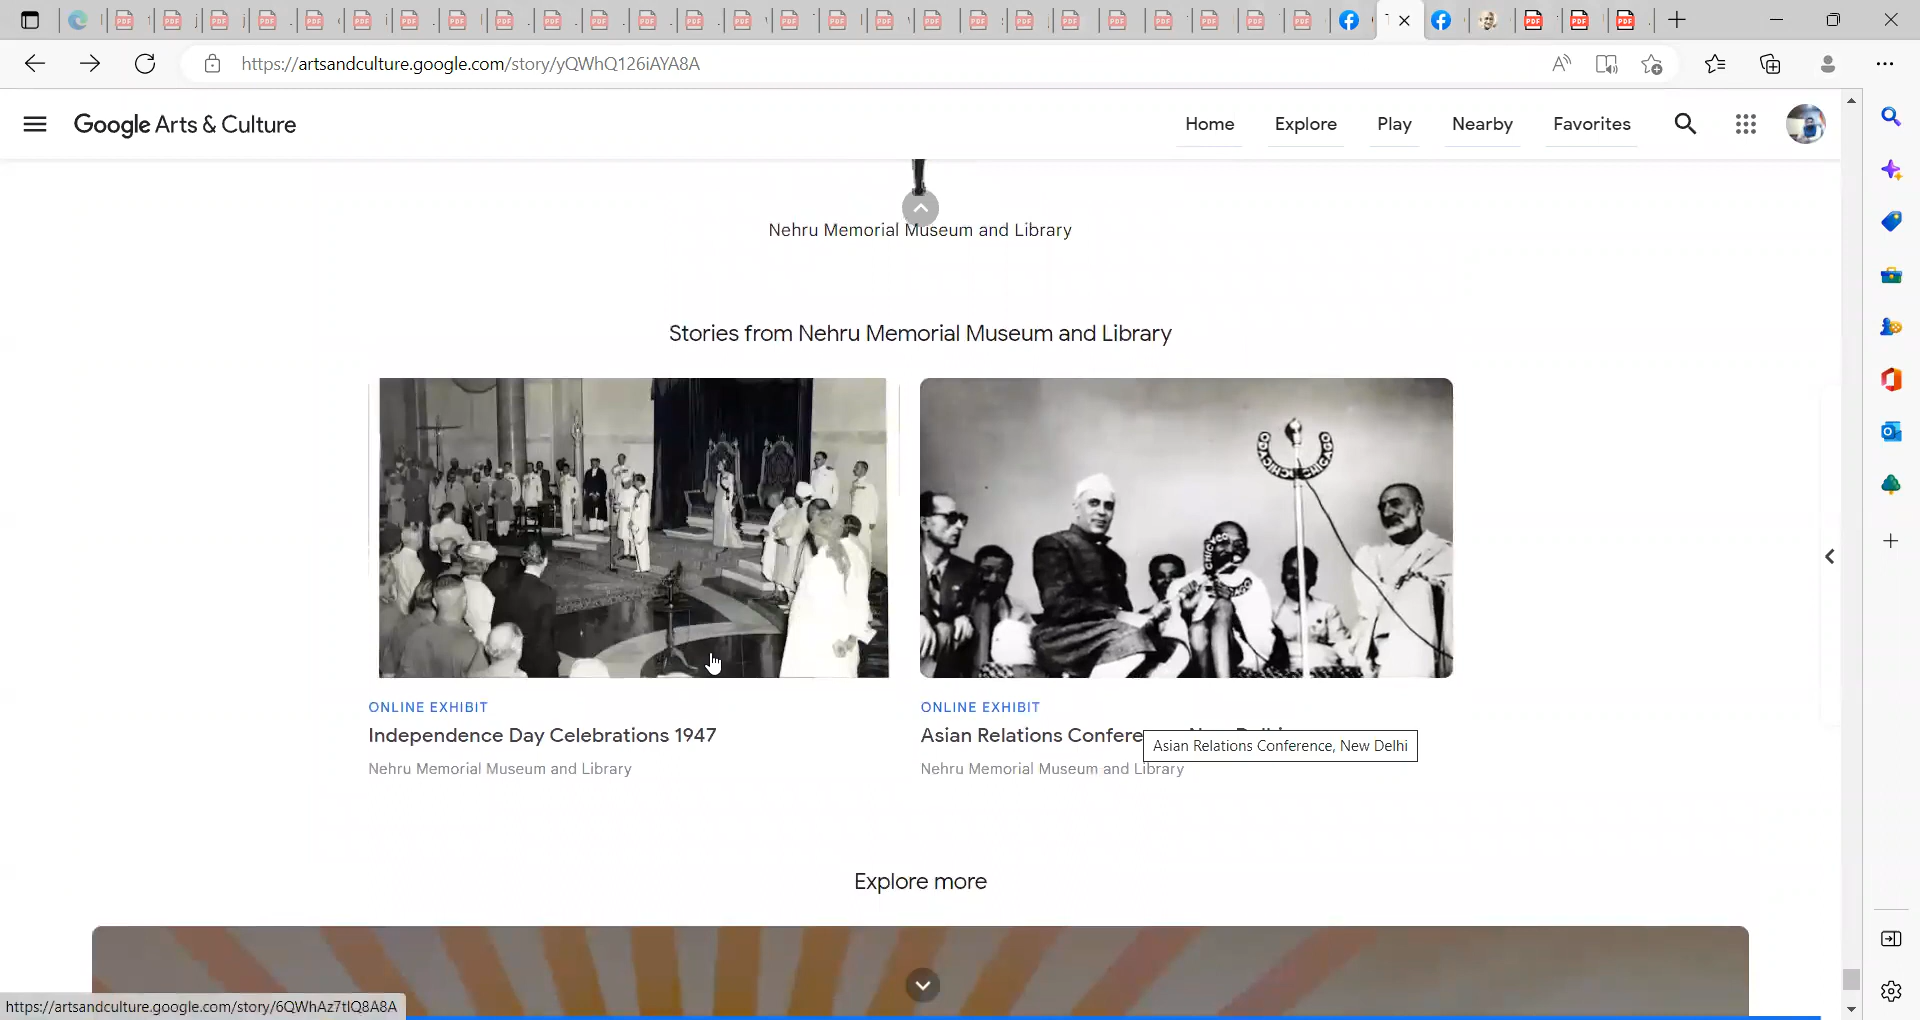 https://artsandculture.google.com/story/yQWhQ126iAYA8A
Google Arts & Culture
Home
Explore
Play
Nearby
Favorites
Nehru Memorial Museum and Library
Stories from Nehru Memorial Museum and Library
CHICAGO
ONLINE EXHIBIT
Independence Day Celebrations 1947
Nehru Memorial Museum and Library
ONLINE EXHIBIT
Asian Relations Confere
Asian Relations Conference, New Delhi
Nehru Memorial Museum and Library
Explore more
https://artsandculture.google.com/story/6QWhAz7tIQ8A8A